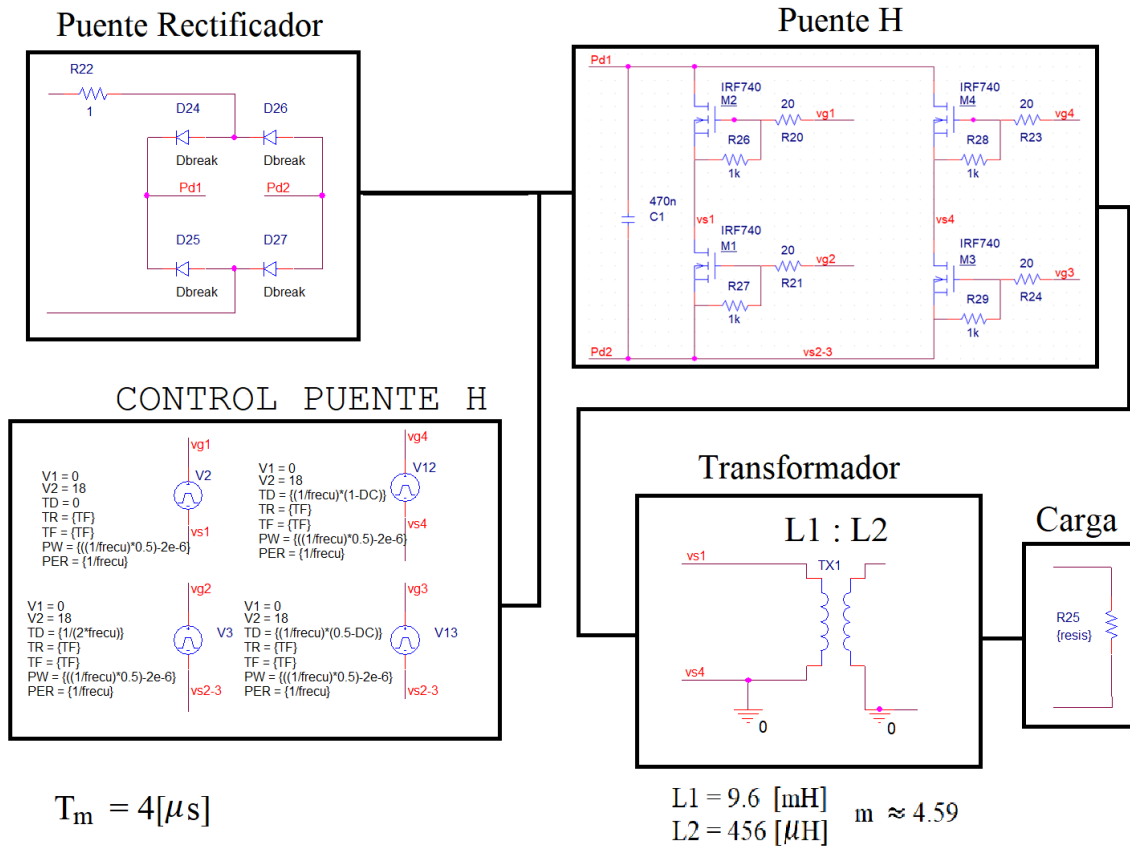 Puente Rectificador
R22
1
D24
D26
Dbreak
Dbreak
Pd1
Pd2
D25
D27
Dbreak
Dbreak
Puente H
Pd1
IRF740
M2
20
vg1
R26
R20
1k
IRF740
M4
20
vg4
R28
R23
1k
470n
C1
vs1
vs4
IRF740
M1
20
vg2
R27
R21
1k
IRF740
M3
20
vg3
R29
R24
1k
Pd2
vs2-3
CONTROL PUENTE H
vg1
V2
V1 = 0
V2 = 18
TD = 0
TR = {TF}
TF = {TF}
PW = {((1/frecu)*0.5)-2e-6}
PER = {1/frecu}
vs1
vg4
V12
V1 = 0
V2 = 18
TD = {(1/frecu)*(1-DC)}
TR = {TF}
TF = {TF}
PW = {((1/frecu)*0.5)-2e-6}
PER = {1/frecu}
vs4
vg2
V3
V1 = 0
V2 = 18
TD = {1/(2*frecu)}
TR = {TF}
TF = {TF}
PW = {((1/frecu)*0.5)-2e-6}
PER = {1/frecu}
vs2-3
vg3
V13
V1 = 0
V2 = 18
TD = {(1/frecu)*(0.5-DC)}
TR = {TF}
TF = {TF}
PW = {((1/frecu)*0.5)-2e-6}
PER = {1/frecu}
vs2-3
Transformador
L1 : L2
TX1
vs1
vs4
0
0
Carga
R25
{resis}
Tm = 4[μs]
L1 = 9.6 [mH]
L2 = 456 [μH]
m ≈ 4.59